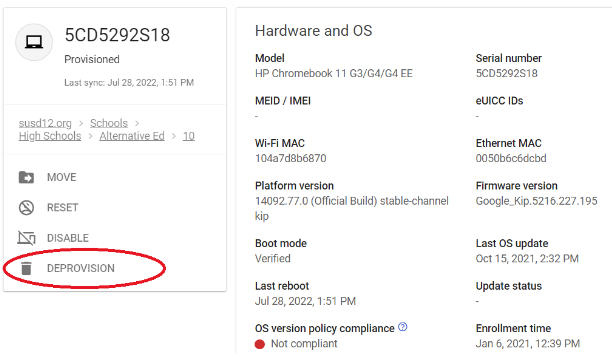 5CD5292S18
Provisioned
Last sync: Jul 28, 2022, 1:51 PM
susd12.org > Schools >
High Schools > Alternative Ed > 10
MOVE
RESET
DISABLE
DEPROVISION
Hardware and OS
Model
HP Chromebook 11 G3/G4/G4 EE
Serial number
5CD5292S18
MEID / IMEI
-
eUICC IDs
-
Wi-Fi MAC
104a7d8b6870
Ethernet MAC
0050b6c6dcbd
Platform version
14092.77.0 (Official Build) stable-channel
kip
Firmware version
Google_Kip.5216.227.195
Boot mode
Verified
Last OS update
Oct 15, 2021, 2:32 PM
Last reboot
Jul 28, 2022, 1:51 PM
Update status
-
OS version policy compliance ?
Not compliant
Enrollment time
Jan 6, 2021, 12:39 PM